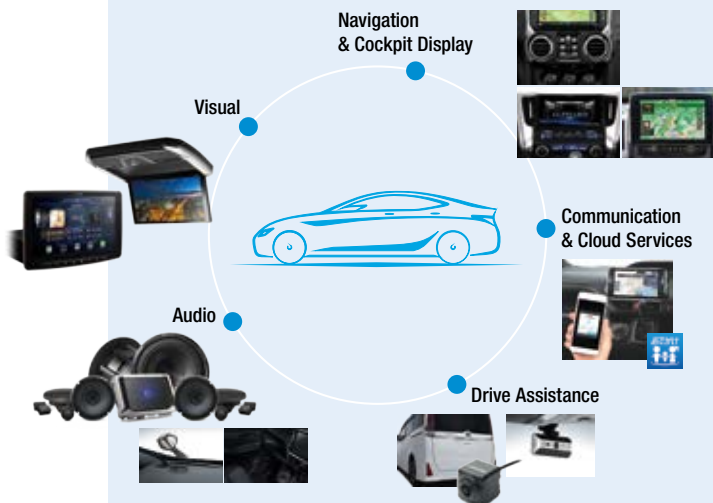 Navigation
& Cockpit Display
Visual
Communication
& Cloud Services
Audio
Drive Assistance